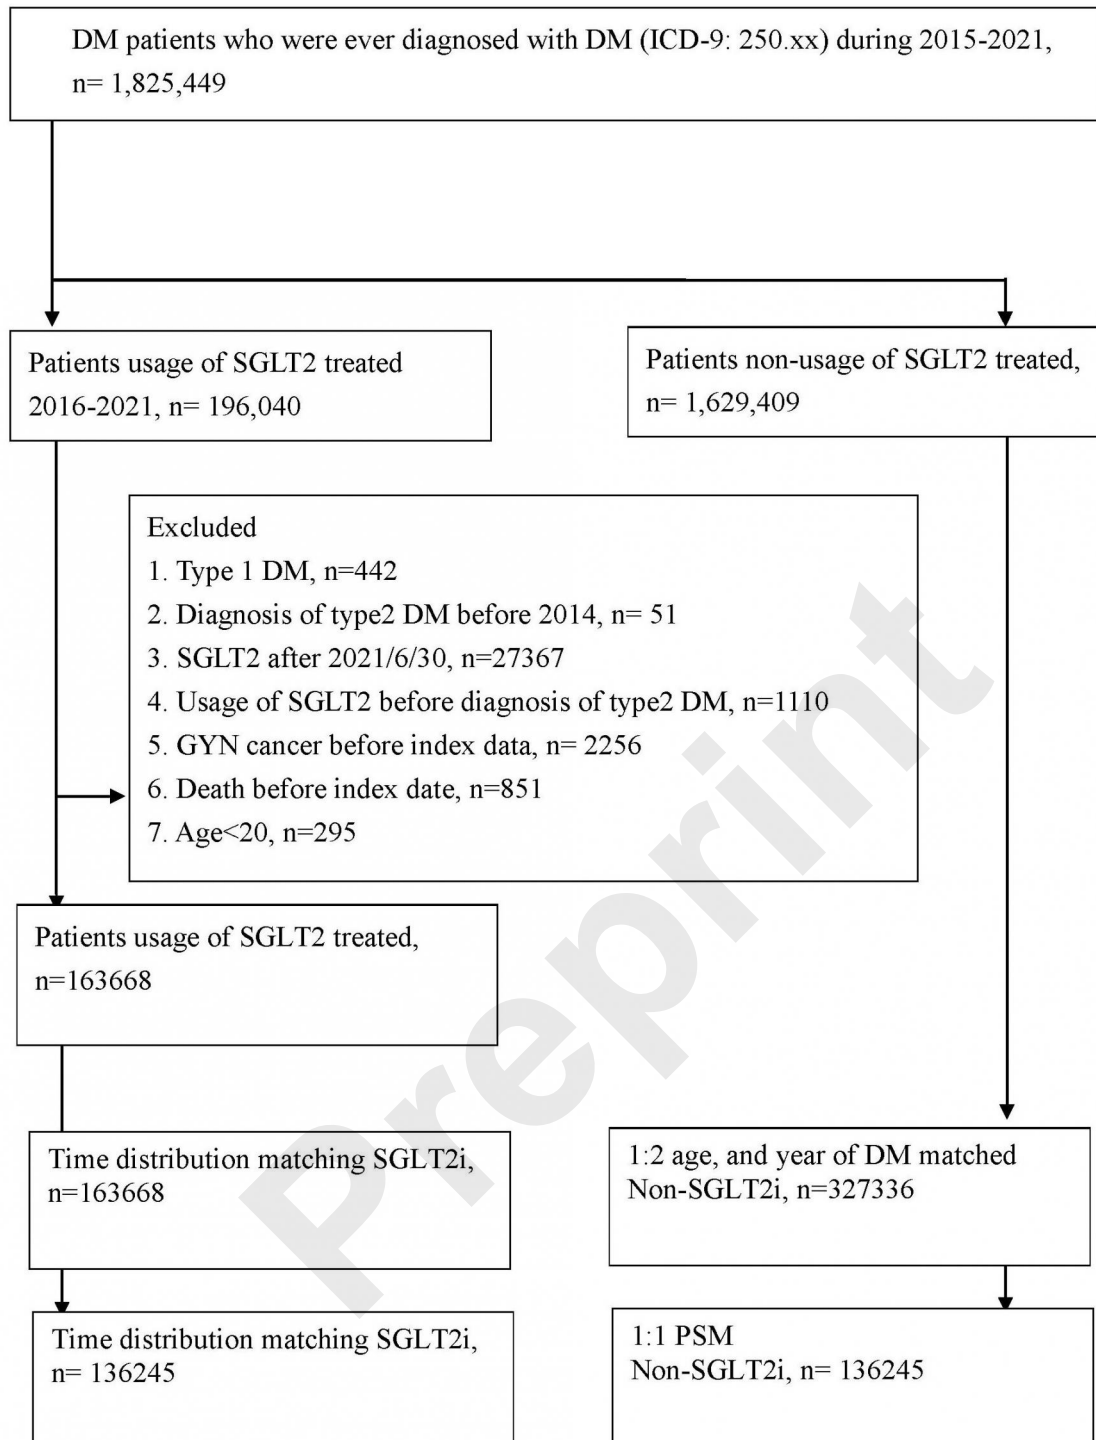 DM patients who were ever diagnosed with DM (ICD-9: 250.xx) during 2015-2021,
n= 1,825,449
Patients usage of SGLT2 treated
2016-2021, n= 196,040
Patients non-usage of SGLT2 treated,
n= 1,629,409
Excluded
1. Type 1 DM, n=442
2. Diagnosis of type2 DM before 2014, n= 51
3. SGLT2 after 2021/6/30, n=27367
4. Usage of SGLT2 before diagnosis of type2 DM, n=1110
5. GYN cancer before index data, n= 2256
6. Death before index date, n=851
7. Age<20, n=295
Patients usage of SGLT2 treated,
n=163668
Time distribution matching SGLT2i,
n=163668
1:2 age, and year of DM matched
Non-SGLT2i, n=327336
Time distribution matching SGLT2i,
n= 136245
1:1 PSM
Non-SGLT2i, n= 136245
Preprint